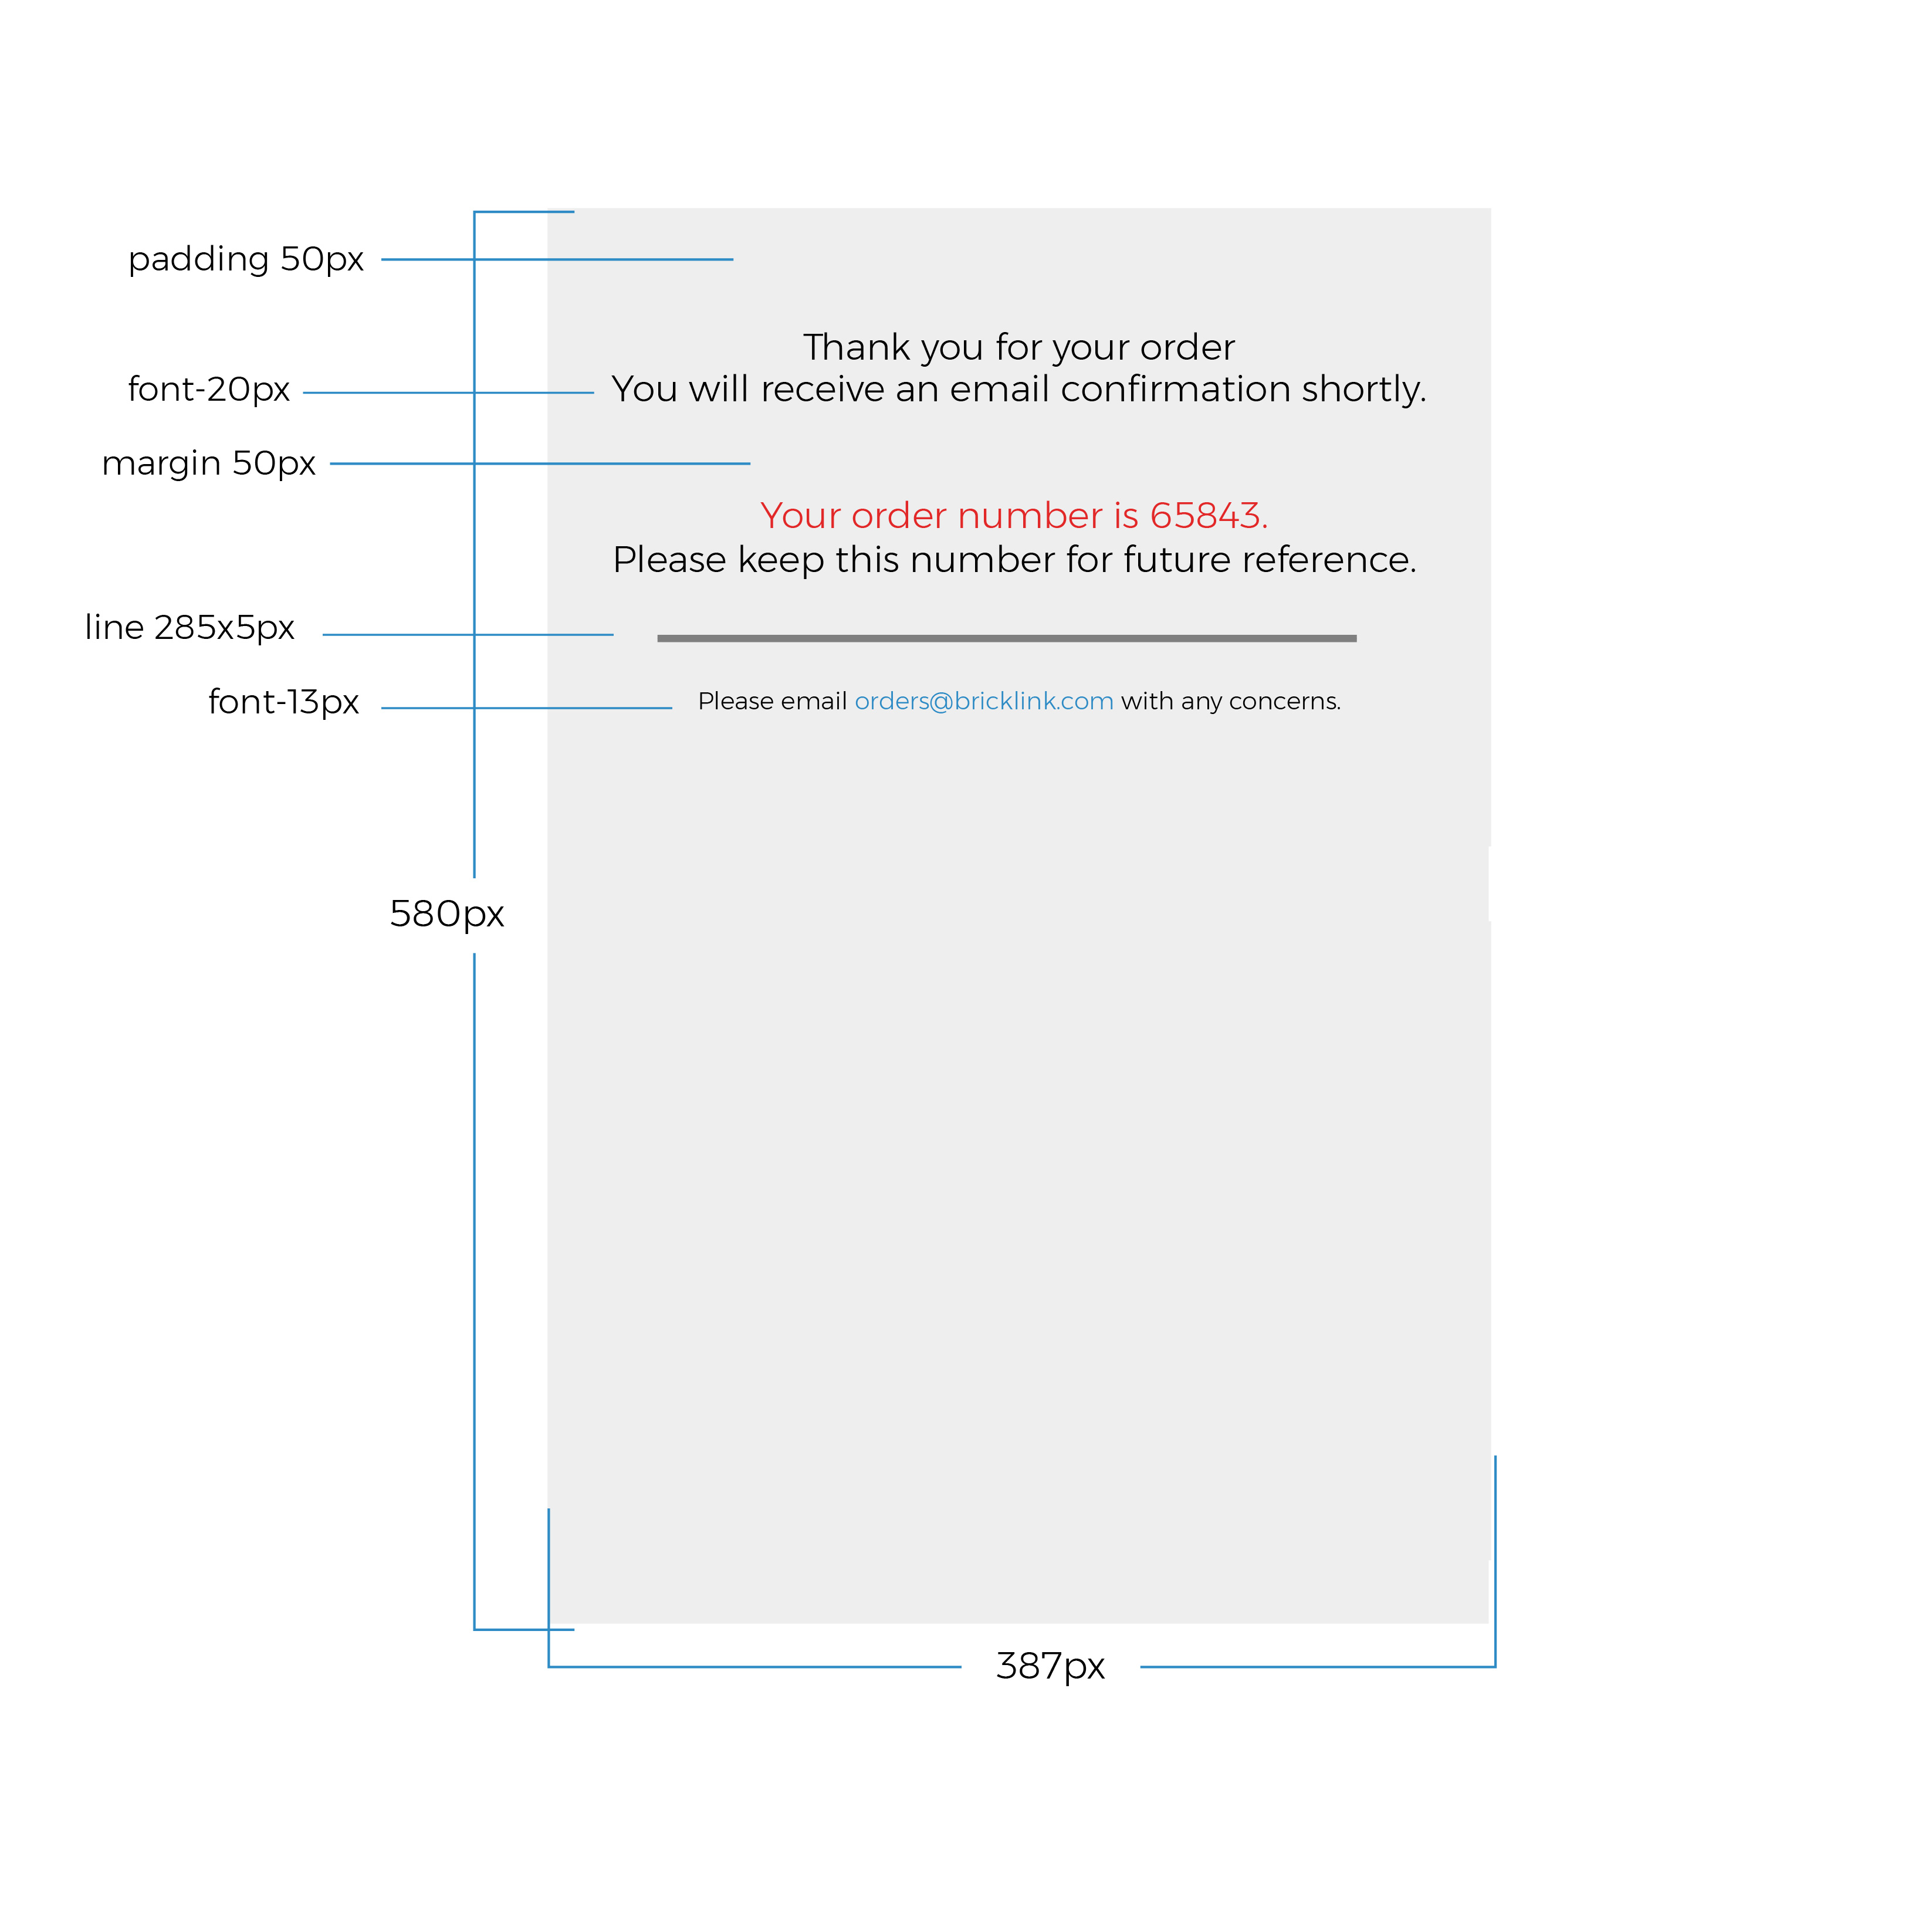 padding 50px
Thank you for your order
font-20px
You will receive an email confirmation shortly.
margin 50px
Your order number is 65843.
Please keep this number for future reference.
line 285x5px
font-13px
Please email orders@bricklink.com with any concerns.
580px
387px